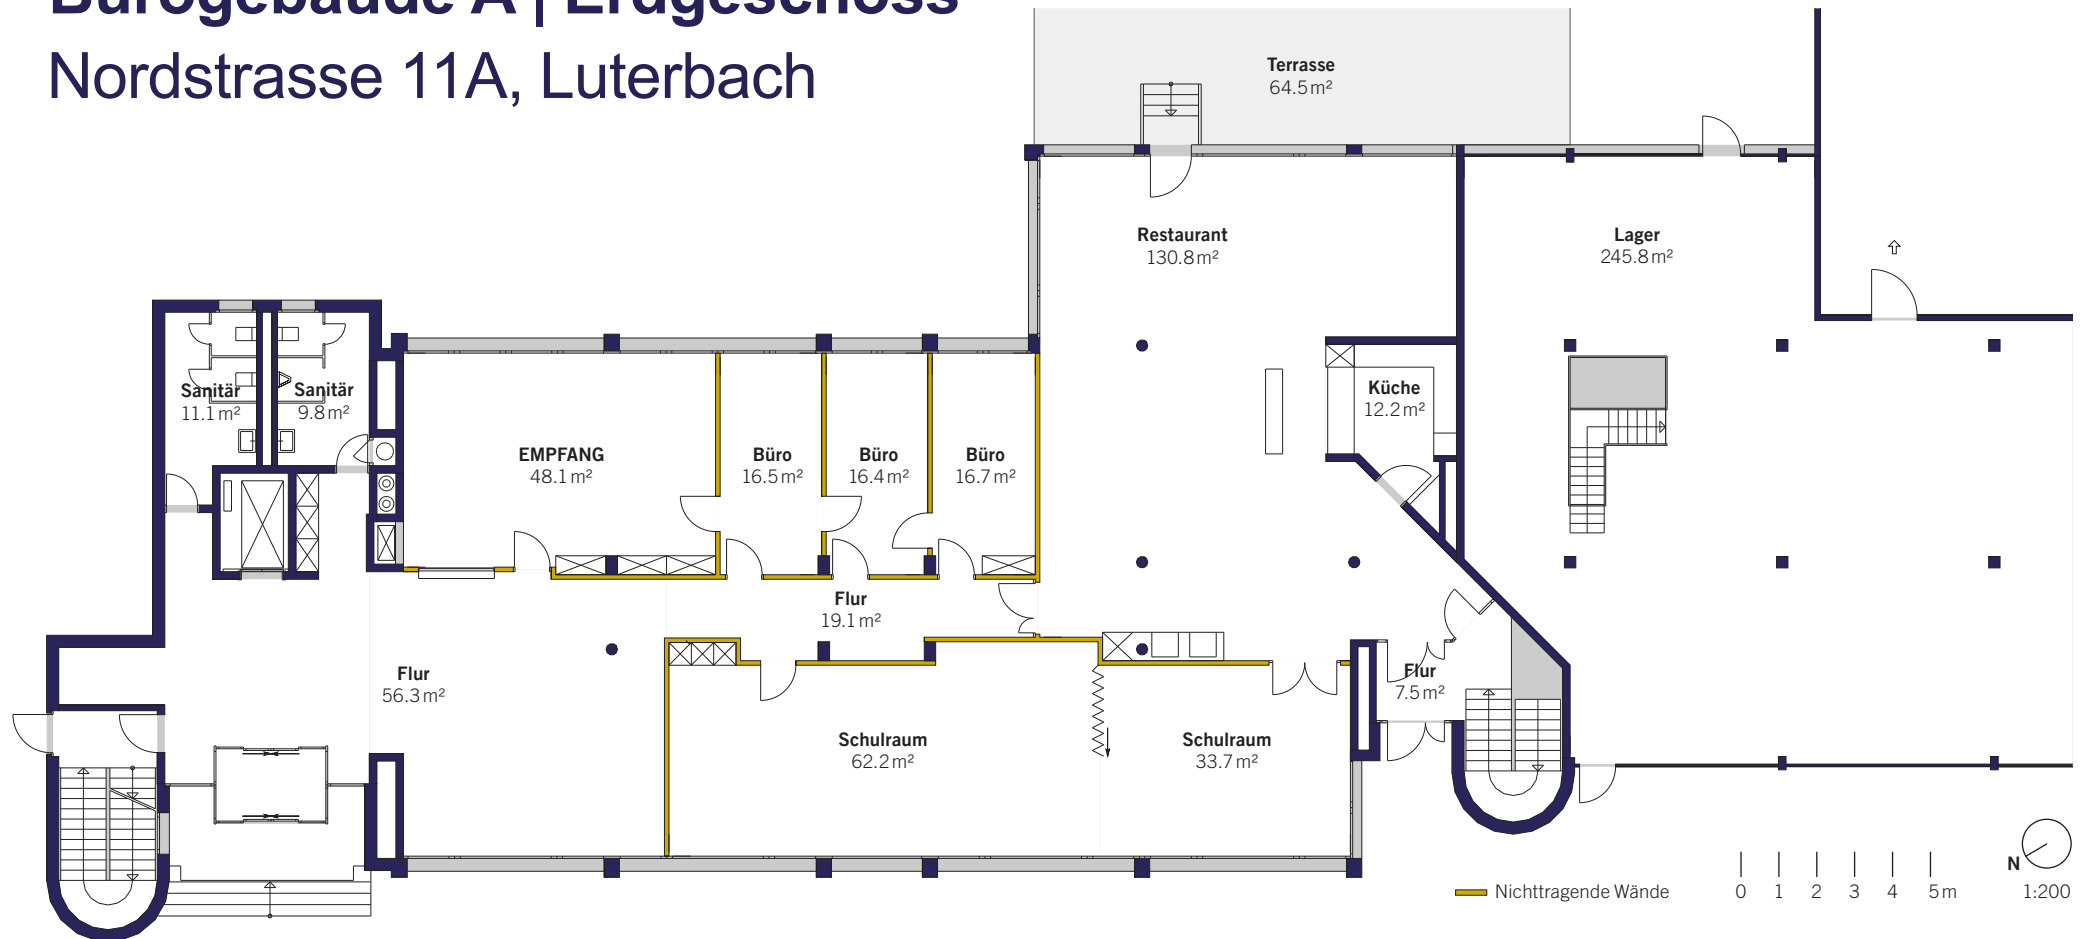 Bürogebäude A | Erdgeschoss
Nordstrasse 11A, Luterbach
Terrasse
64.5 m²
Restaurant
130.8 m²
Lager
245.8 m²
Sanitär
11.1 m²
Sanitär
9.8 m²
Küche
12.2 m²
EMPFANG
48.1 m²
Büro
16.5 m²
Büro
16.4 m²
Büro
16.7 m²
Flur
19.1 m²
Flur
56.3 m²
Flur
7.5 m²
Schulraum
62.2 m²
Schulraum
33.7 m²
Nichttragende Wände
0 1 2 3 4 5 m
N
1:200